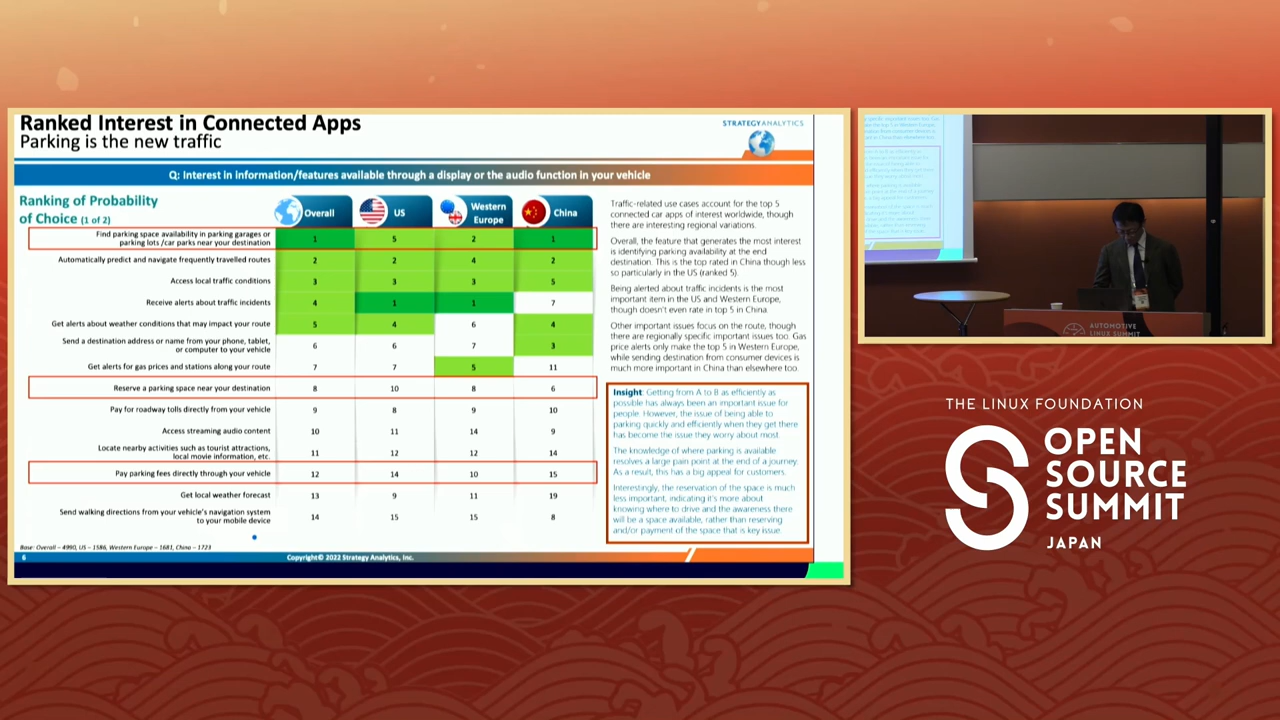 Ranked Interest in Connected Apps
Parking is the new traffic
STRATEGYANALYTICS
Q: Interest in information/features available through a display or the audio function in your vehicle
Ranking of Probability
of Choice (1 of 2)
Overall
US
Western
Europe
China
Find parking space availability in parking garages or
parking lots /car parks near your destination
1 5 2 1
Automatically predict and navigate frequently travelled routes 2 2 4 2
Access local traffic conditions 3 3 3 5
Receive alerts about traffic incidents 4 1 1 7
Get alerts about weather conditions that may impact your route 5 4 6 4
Send a destination address or name from your phone, tablet,
or computer to your vehicle
6 6 7 3
Get alerts for gas prices and stations along your route 7 7 5 11
Reserve a parking space near your destination 8 10 8 6
Pay for roadway tolls directly from your vehicle 9 8 9 10
Access streaming audio content 10 11 14 9
Locate nearby activities such as tourist attractions,
local movie information, etc.
11 12 12 14
Pay parking fees directly through your vehicle 12 14 10 15
Get local weather forecast 13 9 11 19
Send walking directions from your vehicle's navigation system
to your mobile device
14 15 15 8
Base: Overall – 4990, US – 1586, Western Europe – 1681, China – 1723
6
Copyright© 2022 Strategy Analytics, Inc.
Traffic-related use cases account for the top 5
connected car apps of interest worldwide, though
there are interesting regional variations.
Overall, the feature that generates the most interest
is identifying parking availability at the end
destination. This is the top rated in China though less
so particularly in the US (ranked 5).
Being alerted about traffic incidents is the most
important item in the US and Western Europe,
though doesn't even rate in top 5 in China.
Other important issues focus on the route, though
there are regionally specific important issues too. Gas
price alerts only make the top 5 in Western Europe,
while sending destination from consumer devices is
much more important in China than elsewhere too.
Insight: Getting from A to B as efficiently as
possible has always been an important issue for
people. However, the issue of being able to
parking quickly and efficiently when they get there
has become the issue they worry about most.
The knowledge of where parking is available
resolves a large pain point at the end of a journey.
As a result, this has a big appeal for customers.
Interestingly, the reservation of the space is much
less important, indicating it's more about
knowing where to drive and the awareness there
will be a space available, rather than reserving
and/or payment of the space that is key issue.
AUTOMOTIVE
LINUX SUMMIT
THE LINUX FOUNDATION
OPEN
SOURCE
SUMMIT
JAPAN